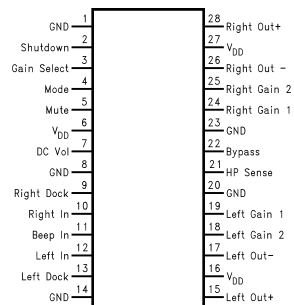 GND 1
Shutdown 2
Gain Select 3
Mode 4
Mute 5
VDD 6
DC Vol 7
GND 8
Right Dock 9
Right In 10
Beep In 11
Left In 12
Left Dock 13
GND 14
28 Right Out+
27 VDD
26 Right Out -
25 Right Gain 2
24 Right Gain 1
23 GND
22 Bypass
21 HP Sense
20 GND
19 Left Gain 1
18 Left Gain 2
17 Left Out-
16 VDD
15 Left Out+